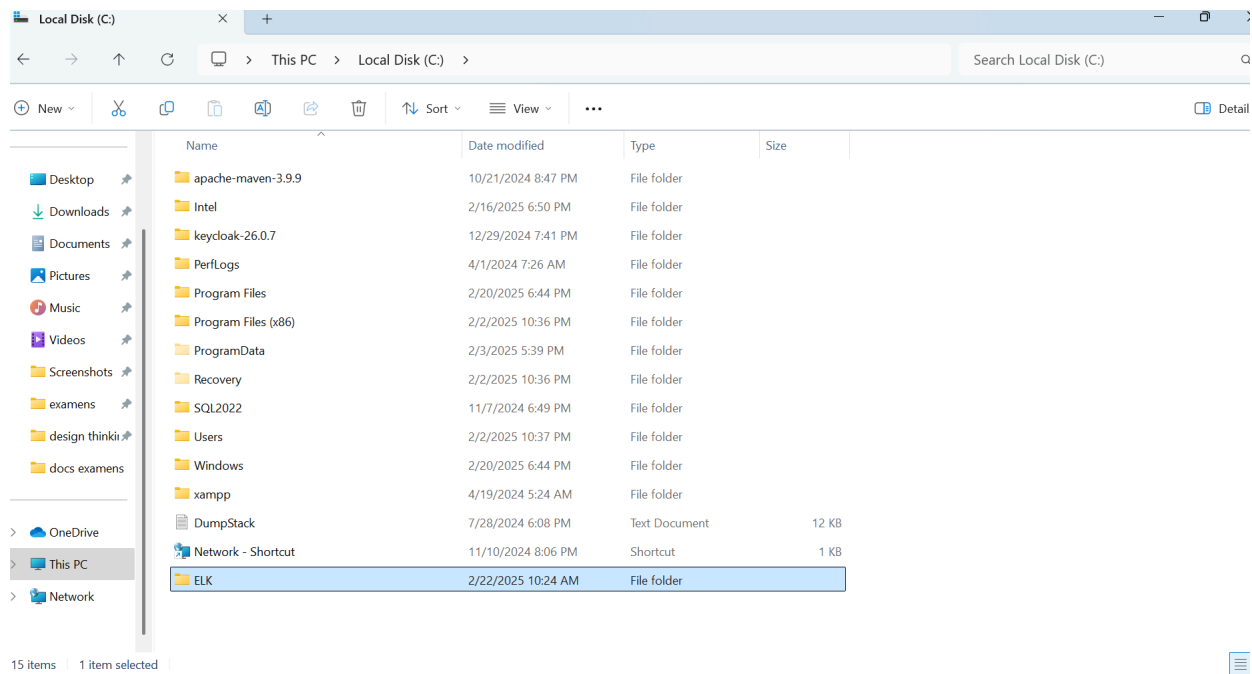 Local Disk (C:)
This PC Local Disk (C:) Search Local Disk (C:)
New Sort View Detail
Name Date modified Type Size
Desktop
Downloads
Documents
Pictures
Music
Videos
Screenshots
examens
design thinkin
docs examens
OneDrive
This PC
Network
apache-maven-3.9.9 10/21/2024 8:47 PM File folder
Intel 2/16/2025 6:50 PM File folder
keycloak-26.0.7 12/29/2024 7:41 PM File folder
PerfLogs 4/1/2024 7:26 AM File folder
Program Files 2/20/2025 6:44 PM File folder
Program Files (x86) 2/2/2025 10:36 PM File folder
ProgramData 2/3/2025 5:39 PM File folder
Recovery 2/2/2025 10:36 PM File folder
SQL2022 11/7/2024 6:49 PM File folder
Users 2/2/2025 10:37 PM File folder
Windows 2/20/2025 6:44 PM File folder
xampp 4/19/2024 5:24 AM File folder
DumpStack 7/28/2024 6:08 PM Text Document 12 KB
Network - Shortcut 11/10/2024 8:06 PM Shortcut 1 KB
ELK 2/22/2025 10:24 AM File folder
15 items 1 item selected